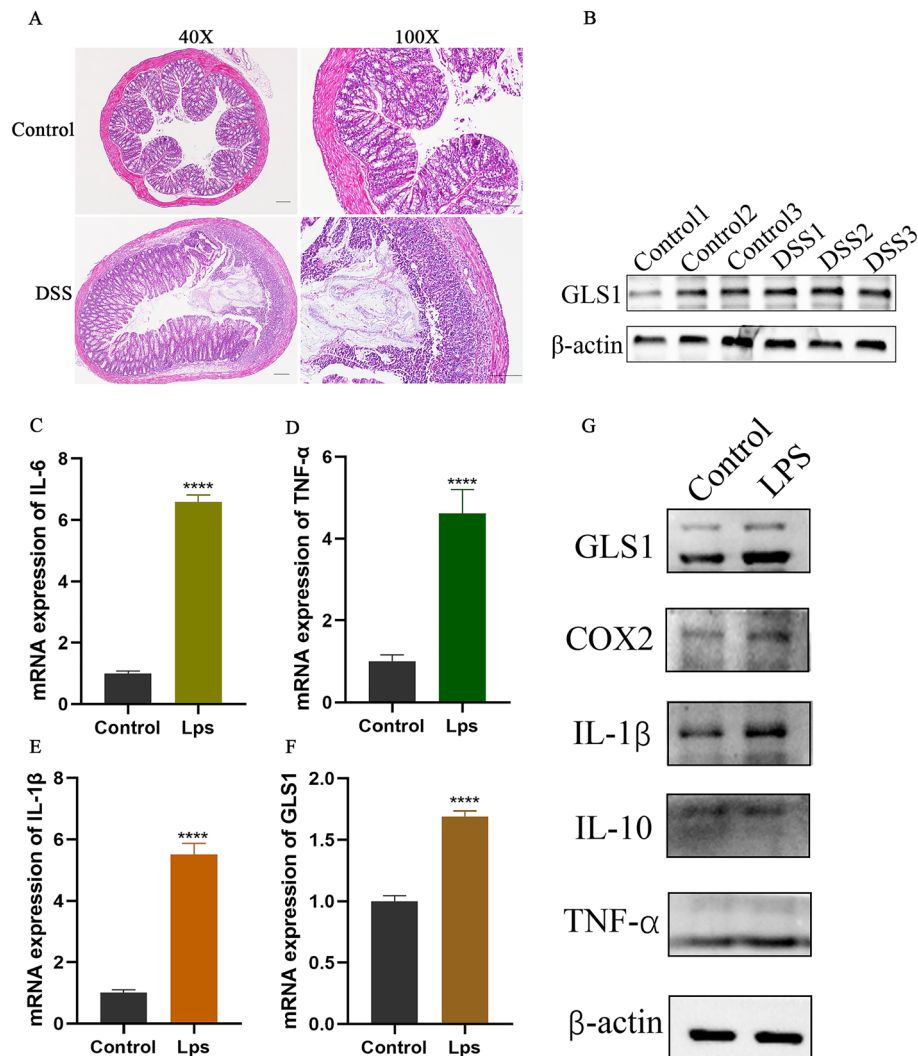 A
40X
100X
Control
DSS
B
Control1
Control2
Control3
DSS1
DSS2
DSS3
GLS1
β-actin
C
mRNA expression of IL-6
8
6
4
2
0
****
Control
Lps
D
mRNA expression of TNF-α
6
4
2
0
****
Control
Lps
E
mRNA expression of IL-1β
8
6
4
2
0
****
Control
Lps
F
mRNA expression of GLS1
2.0
1.5
1.0
0.5
0.0
****
Control
Lps
G
Control
LPS
GLS1
COX2
IL-1β
IL-10
TNF-α
β-actin